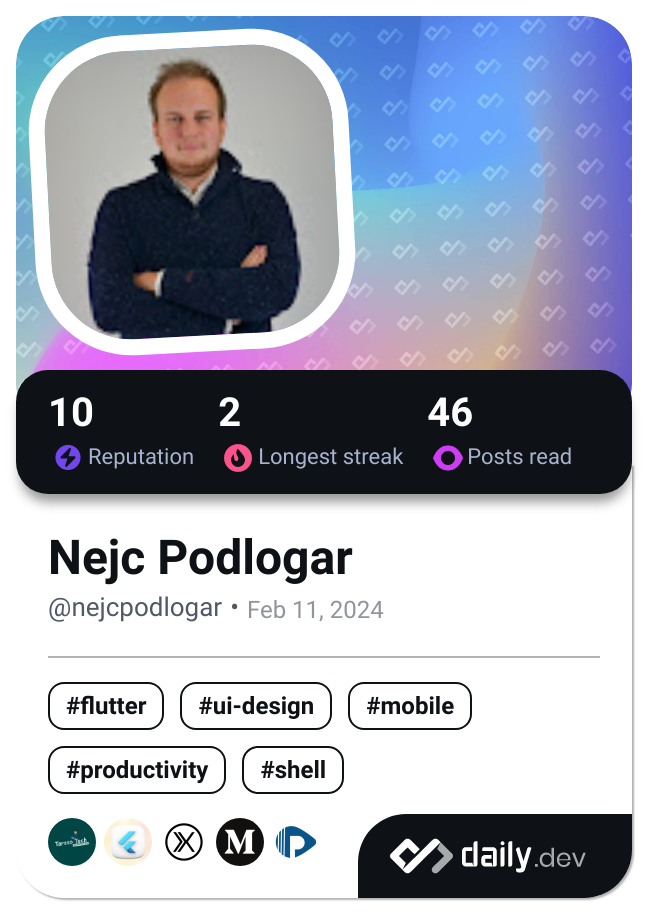 10 2 46
Reputation Longest streak Posts read
Nejc Podlogar
@nejcpodlogar • Feb 11, 2024
#flutter #ui-design #mobile
#productivity #shell
M
daily.dev